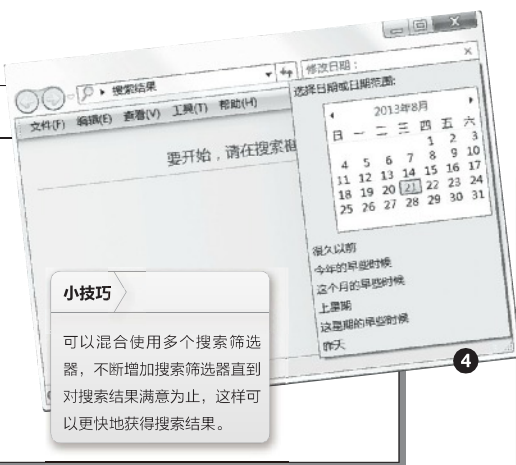 搜索结果
修改日期：
文件(F) 编辑(E) 查看(V) 工具(T) 帮助(H)
选择日期或日期范围:
2013年8月
日 一 二 三 四 五 六
1 2 3
4 5 6 7 8 9 10
11 12 13 14 15 16 17
18 19 20 21 22 23 24
25 26 27 28 29 30 31
要开始，请在搜索框
很久以前
今年的早些时候
这个月的早些时候
上星期
这星期的早些时候
昨天
4
小技巧
可以混合使用多个搜索筛选
器，不断增加搜索筛选器直到
对搜索结果满意为止，这样可
以更快地获得搜索结果。